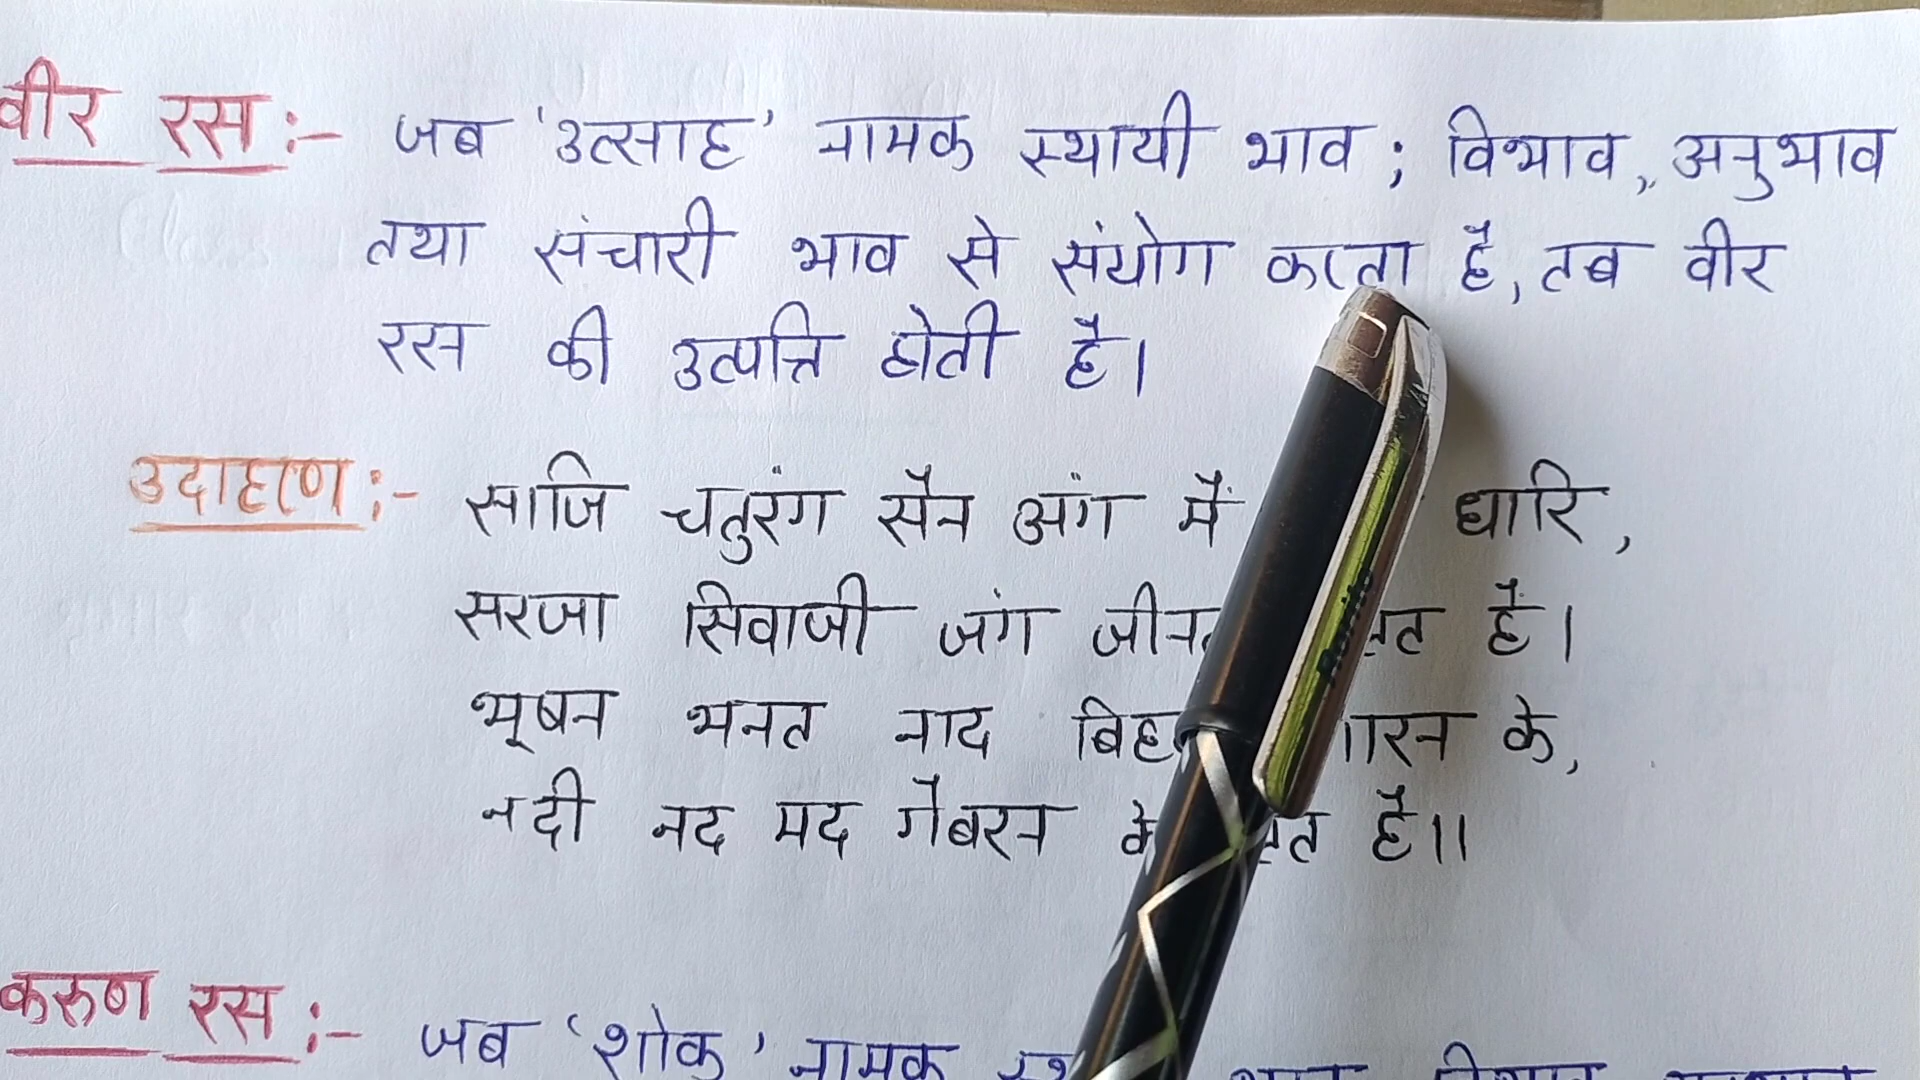 वीर रस :- जब 'उत्साह' नामक स्थायी भाव ; विभाव, अनुभाव
तथा संचारी भाव से संयोग करता है, तब वीर
रस की उत्पत्ति होती है।
उदाहरण :- साजि चतुरंग सैन अंग में धारि,
सरजा सिवाजी जंग है।
भूषन भनत नाद के,
नदी नद मद गैबरन है।।
करुण रस :- जब 'शोक' नामक